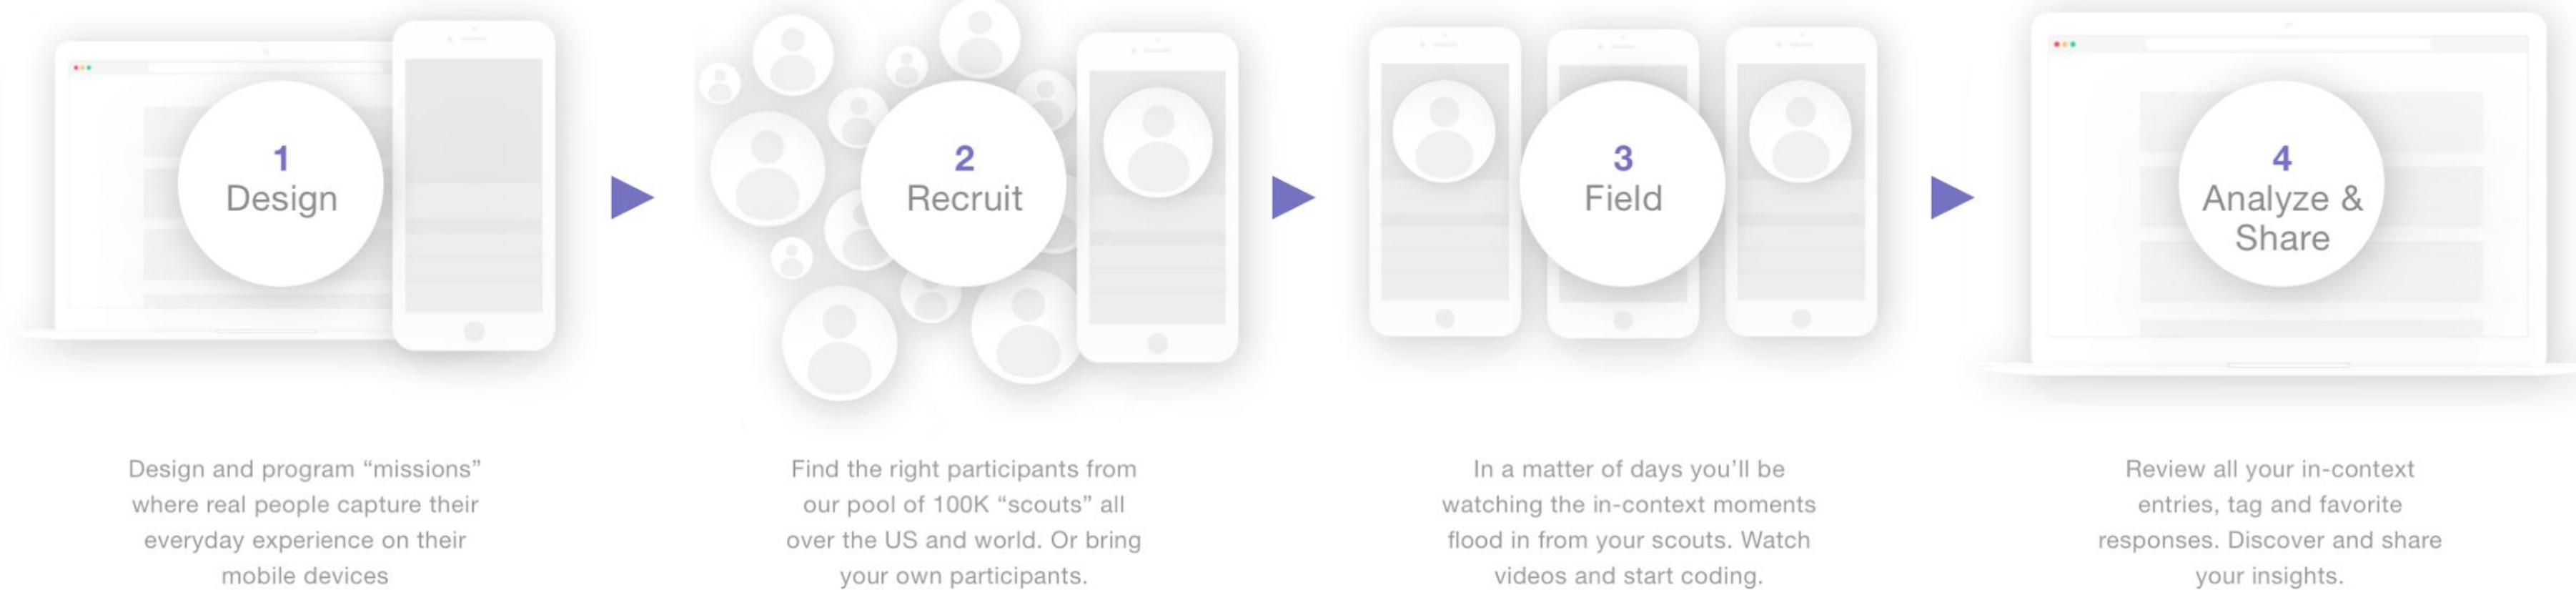 1
Design
Design and program “missions”
where real people capture their
everyday experience on their
mobile devices
2
Recruit
Find the right participants from
our pool of 100K “scouts” all
over the US and world. Or bring
your own participants.
3
Field
In a matter of days you’ll be
watching the in-context moments
flood in from your scouts. Watch
videos and start coding.
4
Analyze &
Share
Review all your in-context
entries, tag and favorite
responses. Discover and share
your insights.